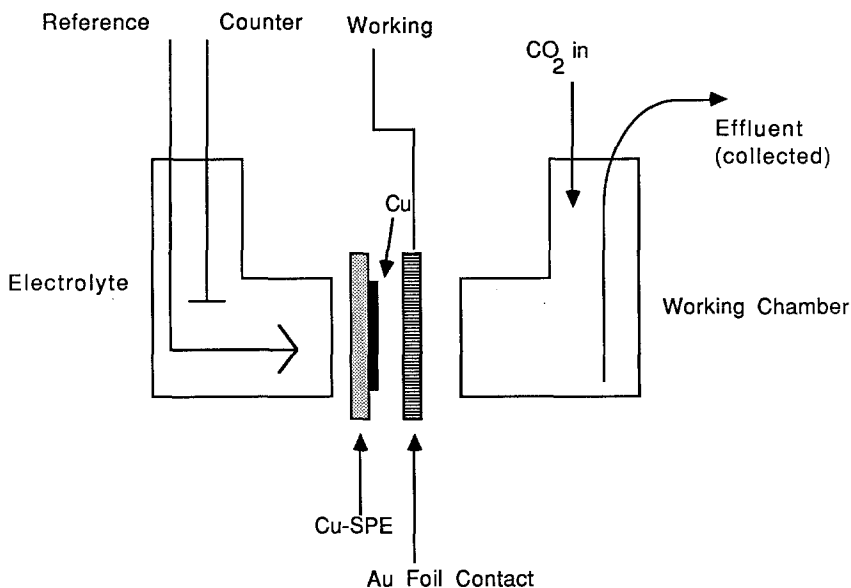 Reference
Counter
Working
CO2 in
Effluent
(collected)
Cu
Electrolyte
Working Chamber
Cu-SPE
Au Foil Contact